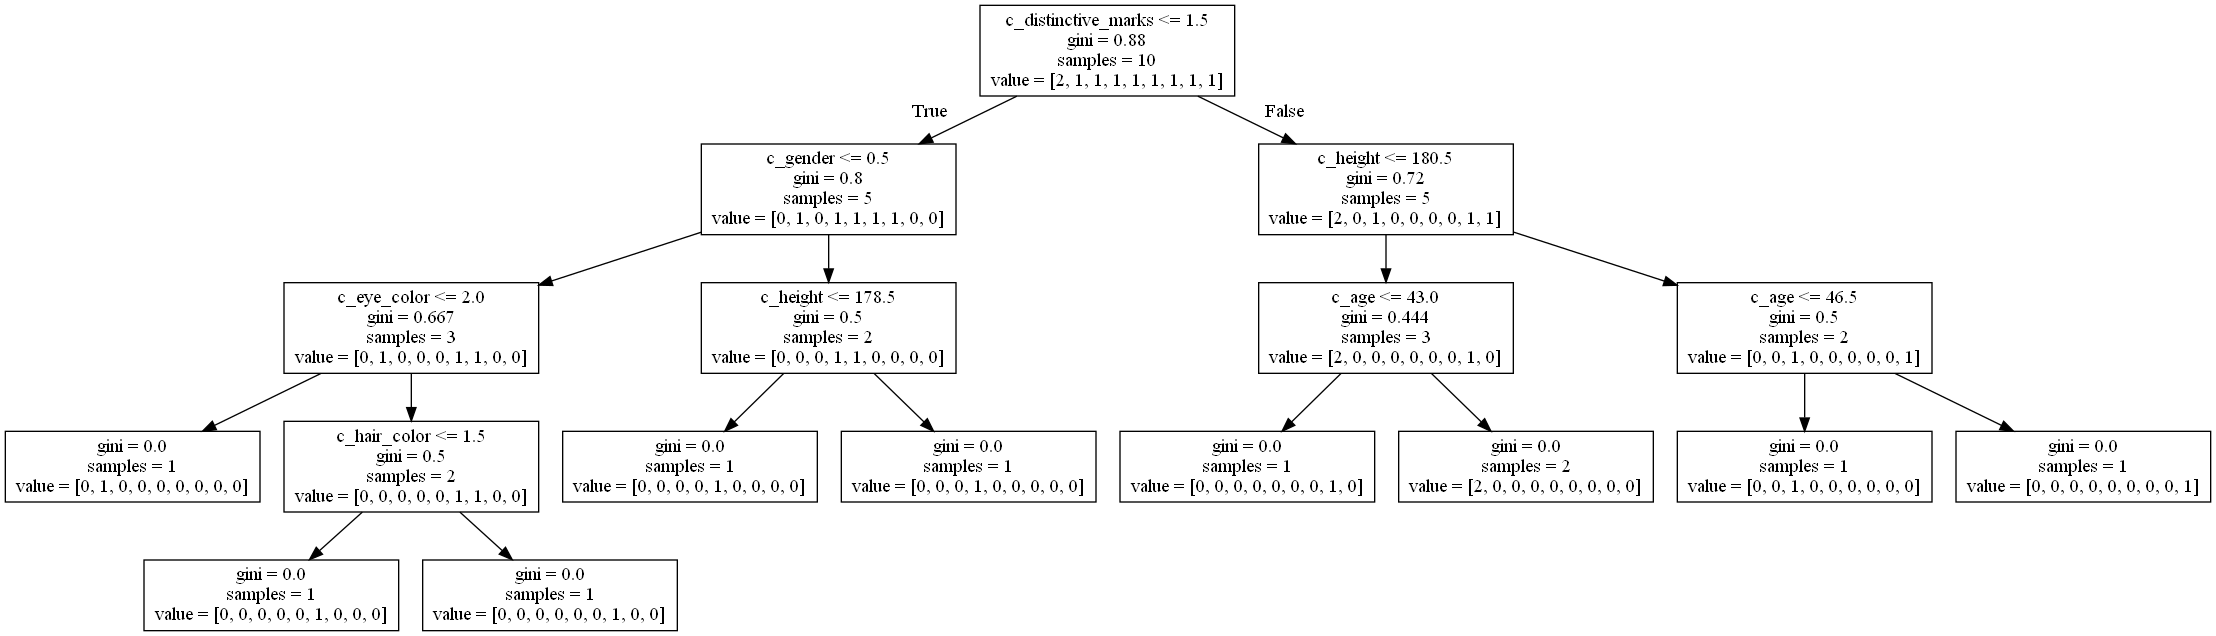 c_distinctive_marks <= 1.5
gini = 0.88
samples = 10
value = [2, 1, 1, 1, 1, 1, 1, 1, 1]
True
False
c_gender <= 0.5
gini = 0.8
samples = 5
value = [0, 1, 0, 1, 1, 1, 1, 0, 0]
c_height <= 180.5
gini = 0.72
samples = 5
value = [2, 0, 1, 0, 0, 0, 0, 1, 1]
c_eye_color <= 2.0
gini = 0.667
samples = 3
value = [0, 1, 0, 0, 0, 1, 1, 0, 0]
c_height <= 178.5
gini = 0.5
samples = 2
value = [0, 0, 0, 1, 1, 0, 0, 0, 0]
c_age <= 43.0
gini = 0.444
samples = 3
value = [2, 0, 0, 0, 0, 0, 0, 1, 0]
c_age <= 46.5
gini = 0.5
samples = 2
value = [0, 0, 1, 0, 0, 0, 0, 0, 1]
gini = 0.0
samples = 1
value = [0, 1, 0, 0, 0, 0, 0, 0, 0]
c_hair_color <= 1.5
gini = 0.5
samples = 2
value = [0, 0, 0, 0, 0, 1, 1, 0, 0]
gini = 0.0
samples = 1
value = [0, 0, 0, 0, 1, 0, 0, 0, 0]
gini = 0.0
samples = 1
value = [0, 0, 0, 1, 0, 0, 0, 0, 0]
gini = 0.0
samples = 1
value = [0, 0, 0, 0, 0, 0, 0, 1, 0]
gini = 0.0
samples = 2
value = [2, 0, 0, 0, 0, 0, 0, 0, 0]
gini = 0.0
samples = 1
value = [0, 0, 1, 0, 0, 0, 0, 0, 0]
gini = 0.0
samples = 1
value = [0, 0, 0, 0, 0, 0, 0, 0, 1]
gini = 0.0
samples = 1
value = [0, 0, 0, 0, 0, 1, 0, 0, 0]
gini = 0.0
samples = 1
value = [0, 0, 0, 0, 0, 0, 1, 0, 0]